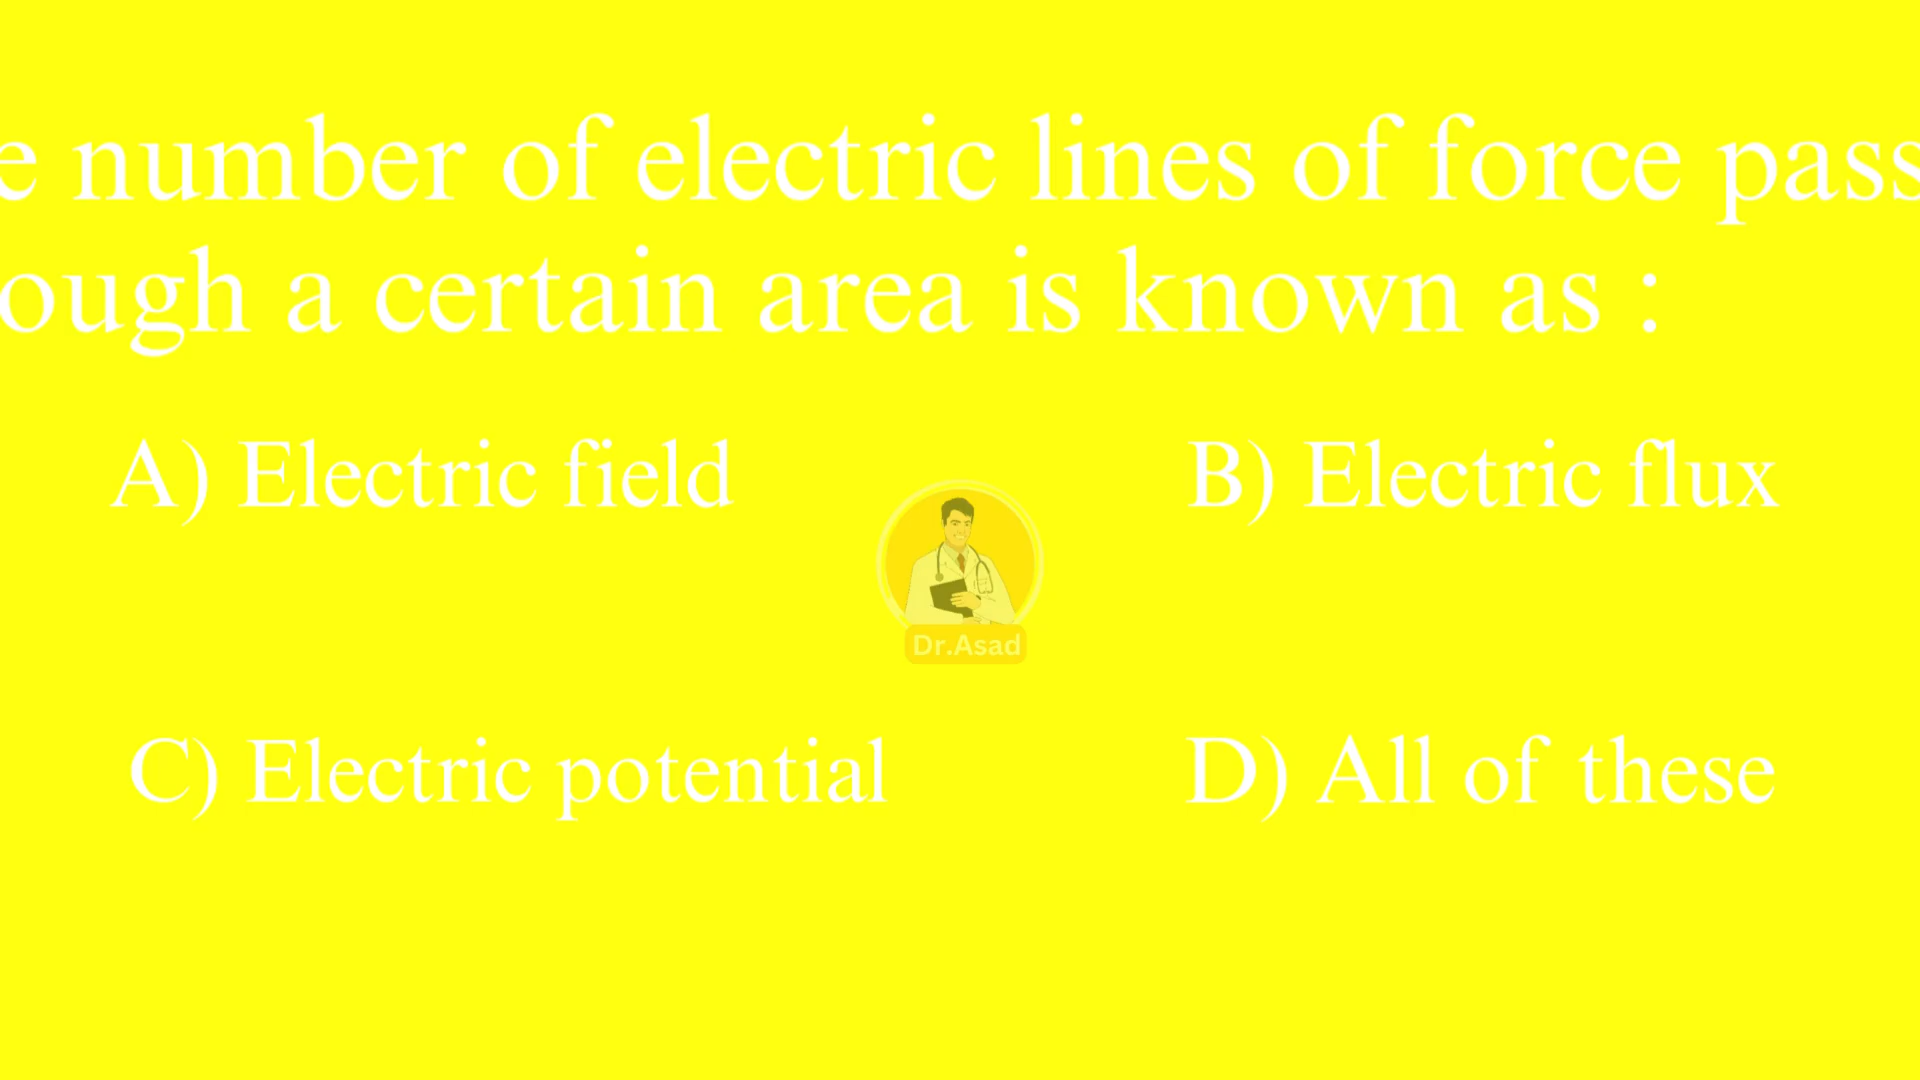 e number of electric lines of force pass
ough a certain area is known as :
A) Electric field
B) Electric flux
Dr.Asad
C) Electric potential
D) All of these